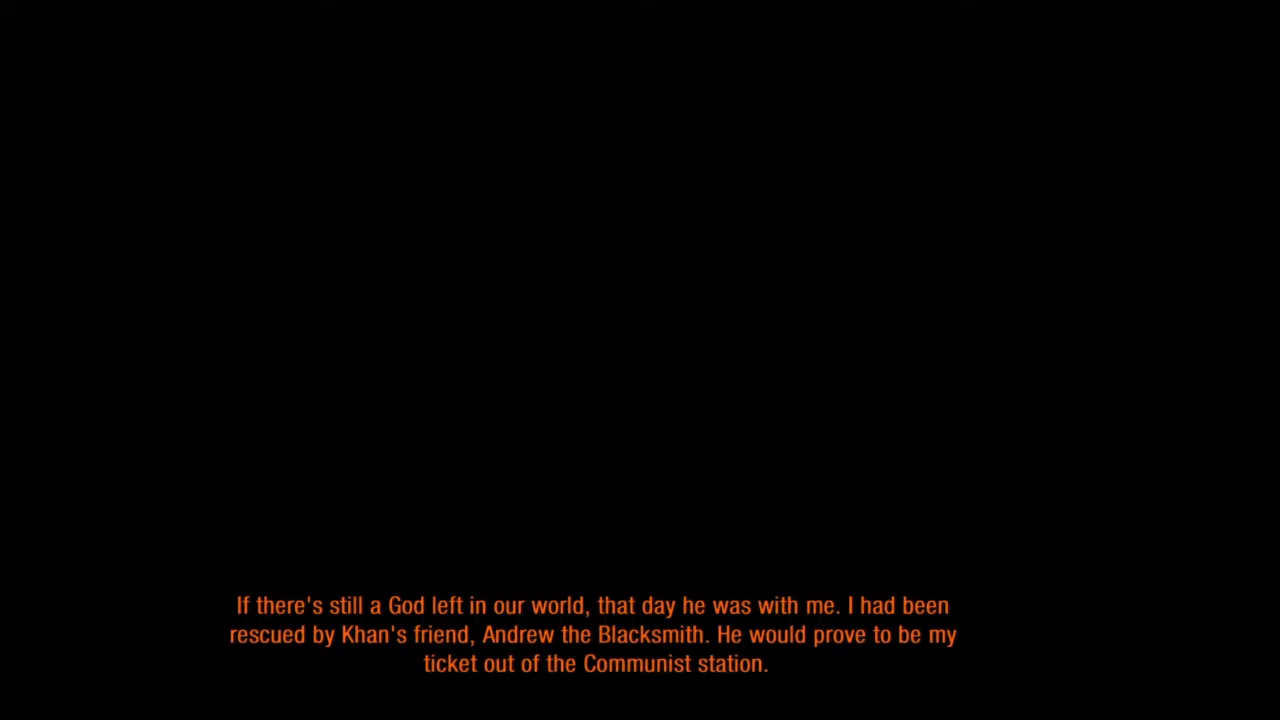 If there's still a God left in our world, that day he was with me. I had been
rescued by Khan's friend, Andrew the Blacksmith. He would prove to be my
ticket out of the Communist station.